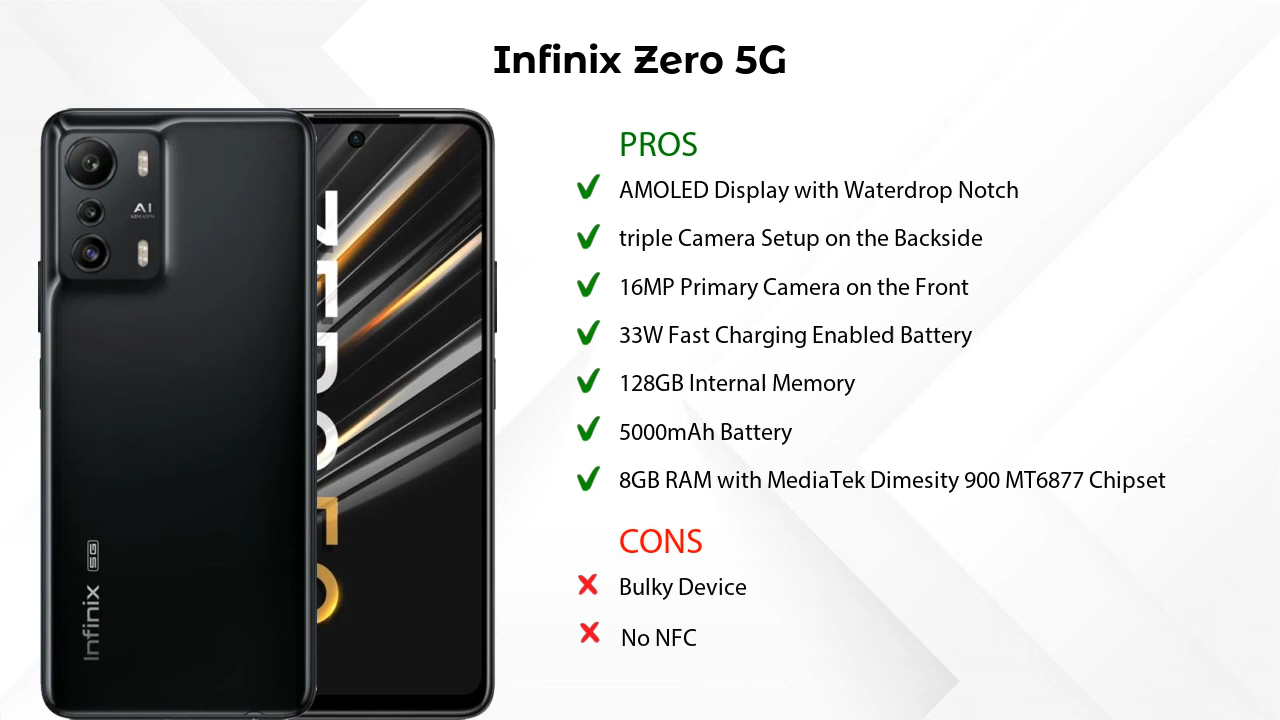 Infinix Zero 5G
PROS
AMOLED Display with Waterdrop Notch
triple Camera Setup on the Backside
16MP Primary Camera on the Front
33W Fast Charging Enabled Battery
128GB Internal Memory
5000mAh Battery
8GB RAM with MediaTek Dimesity 900 MT6877 Chipset
CONS
Bulky Device
No NFC
AI
Infinix 5G
ZERO 5G